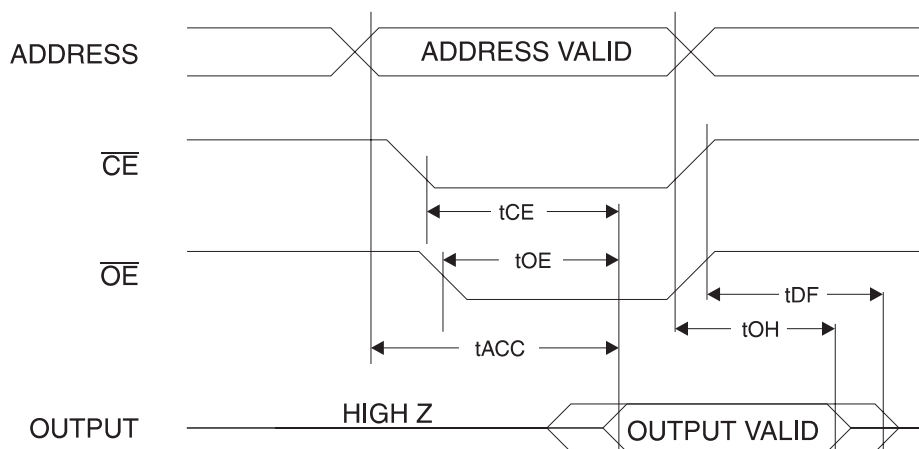 ADDRESS
ADDRESS VALID
CE
tCE
OE
tOE
tDF
tOH
tACC
HIGH Z
OUTPUT
OUTPUT VALID